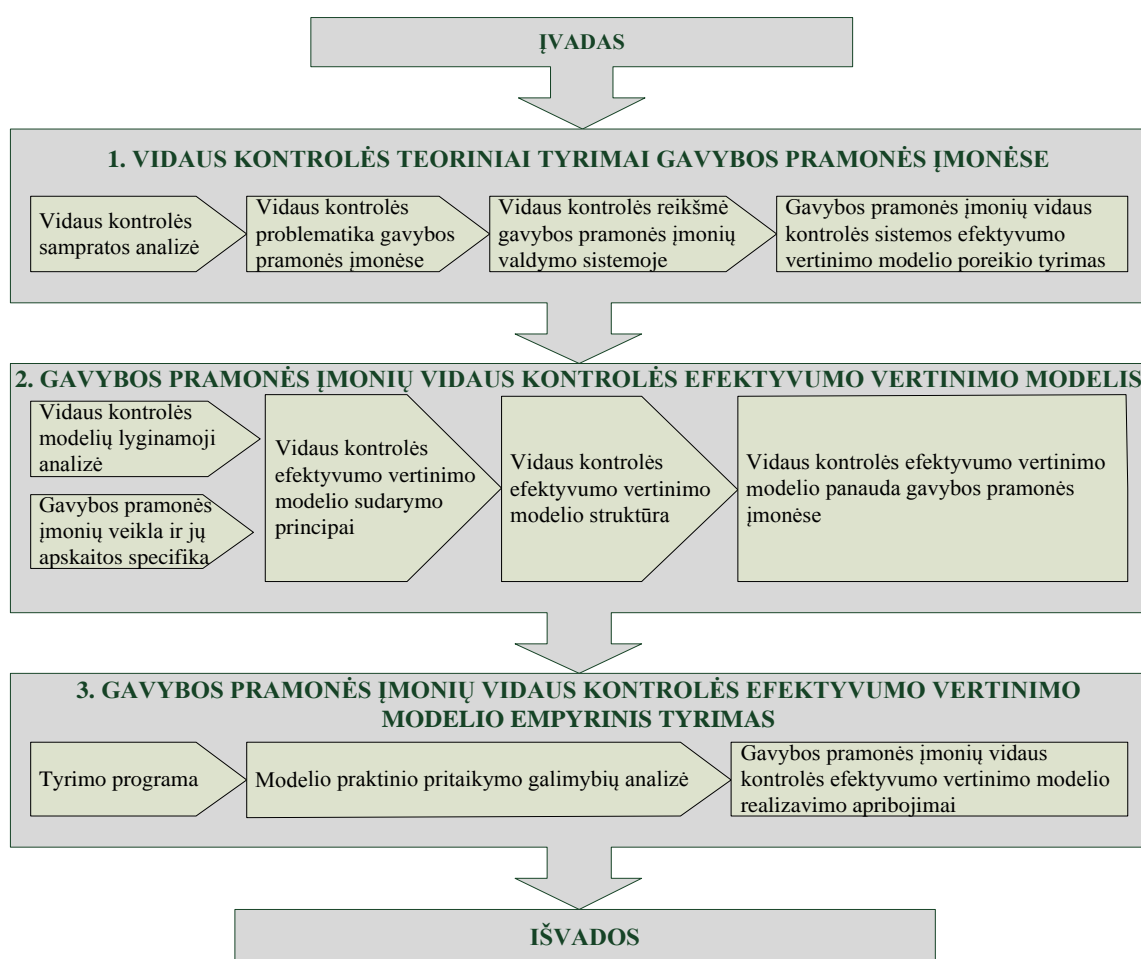 ĮVADAS
1. VIDAUS KONTROLĖS TEORINIAI TYRIMAI GAVYBOS PRAMONĖS ĮMONĖSE
Vidaus kontrolės
sampratos analizė
Vidaus kontrolės
problematika gavybos
pramonės įmonėse
Vidaus kontrolės reikšmė
gavybos pramonės įmonių
valdymo sistemoje
Gavybos pramonės įmonių vidaus
kontrolės sistemos efektyvumo
vertinimo modelio poreikio tyrimas
2. GAVYBOS PRAMONĖS ĮMONIŲ VIDAUS KONTROLĖS EFEKTYVUMO VERTINIMO MODELIS
Vidaus kontrolės
modelių lyginamoji
analizė
Gavybos pramonės
įmonių veikla ir jų
apskaitos specifika
Vidaus kontrolės
efektyvumo vertinimo
modelio sudarymo
principai
Vidaus kontrolės
efektyvumo vertinimo
modelio struktūra
Vidaus kontrolės efektyvumo vertinimo
modelio panauda gavybos pramonės
įmonėse
3. GAVYBOS PRAMONĖS ĮMONIŲ VIDAUS KONTROLĖS EFEKTYVUMO VERTINIMO
MODELIO EMPYRINIS TYRIMAS
Tyrimo programa
Modelio praktinio pritaikymo galimybių analizė
Gavybos pramonės įmonių vidaus
kontrolės efektyvumo vertinimo modelio
realizavimo apribojimai
IŠVADOS